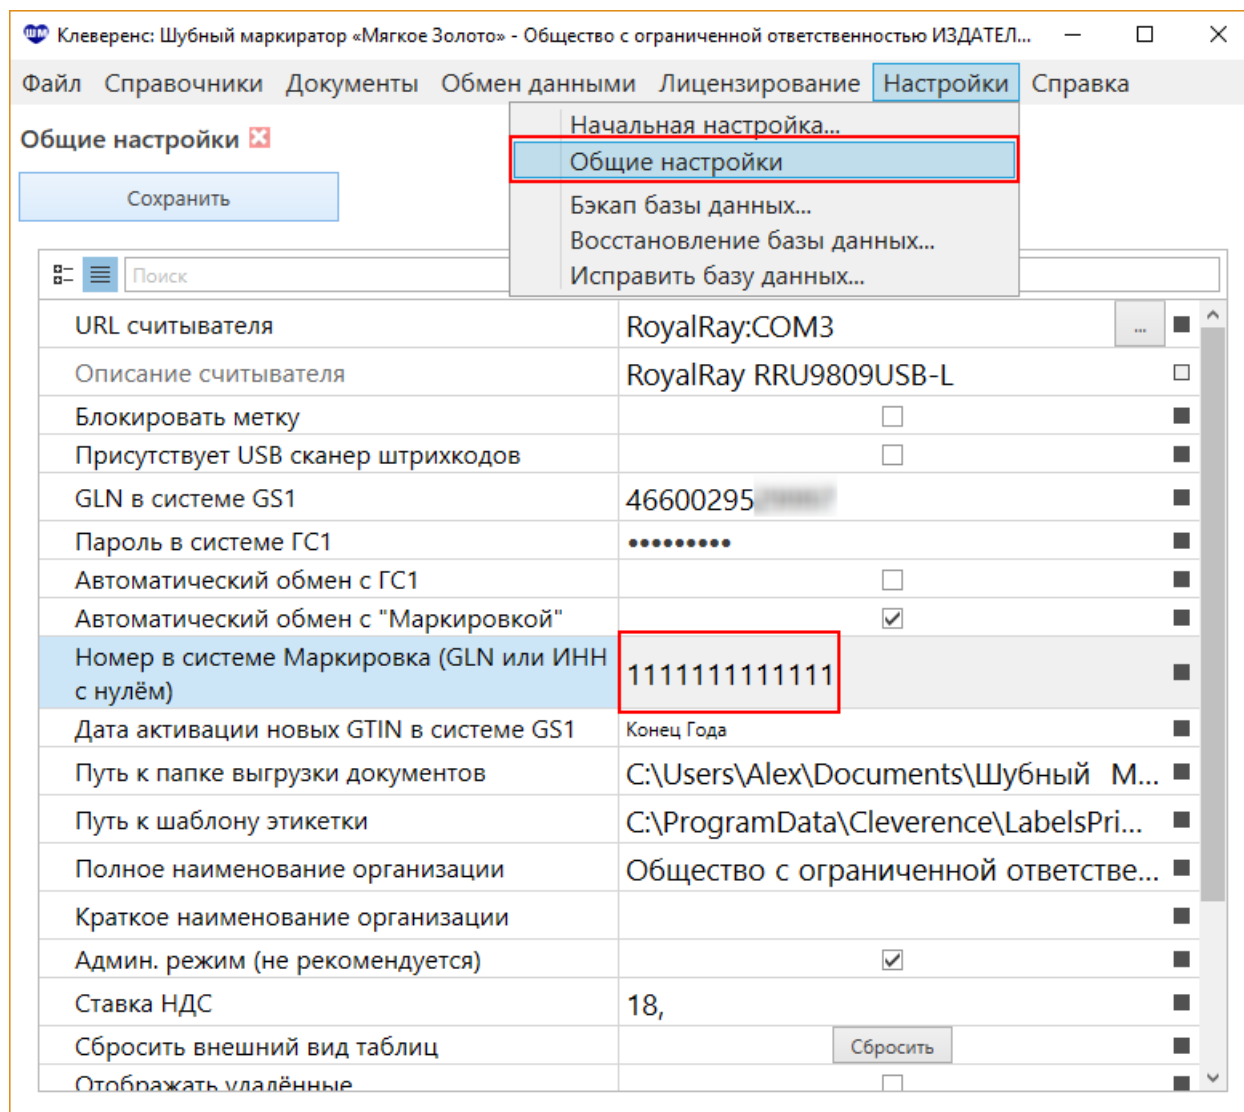 Клеверенс: Шубный маркиратор «Мягкое Золото» - Общество с ограниченной ответственностью ИЗДАТЕЛ...
Файл Справочники Документы Обмен данными Лицензирование Настройки Справка
Начальная настройка...
Общие настройки
Бэкап базы данных...
Восстановление базы данных...
Исправить базу данных...
Общие настройки
Сохранить
Поиск
URL считывателя RoyalRay:COM3 ...
Описание считывателя RoyalRay RRU9809USB-L
Блокировать метку
Присутствует USB сканер штрихкодов
GLN в системе GS1 46600295
Пароль в системе ГС1 •••••••••
Автоматический обмен с ГС1
Автоматический обмен с "Маркировкой"
Номер в системе Маркировка (GLN или ИНН
с нулём) 1111111111111
Дата активации новых GTIN в системе GS1 Конец Года
Путь к папке выгрузки документов C:\Users\Alex\Documents\Шубный М...
Путь к шаблону этикетки C:\ProgramData\Cleverence\LabelsPri...
Полное наименование организации Общество с ограниченной ответстве...
Краткое наименование организации
Админ. режим (не рекомендуется)
Ставка НДС 18,
Сбросить внешний вид таблиц Сбросить
Отображать удалённые